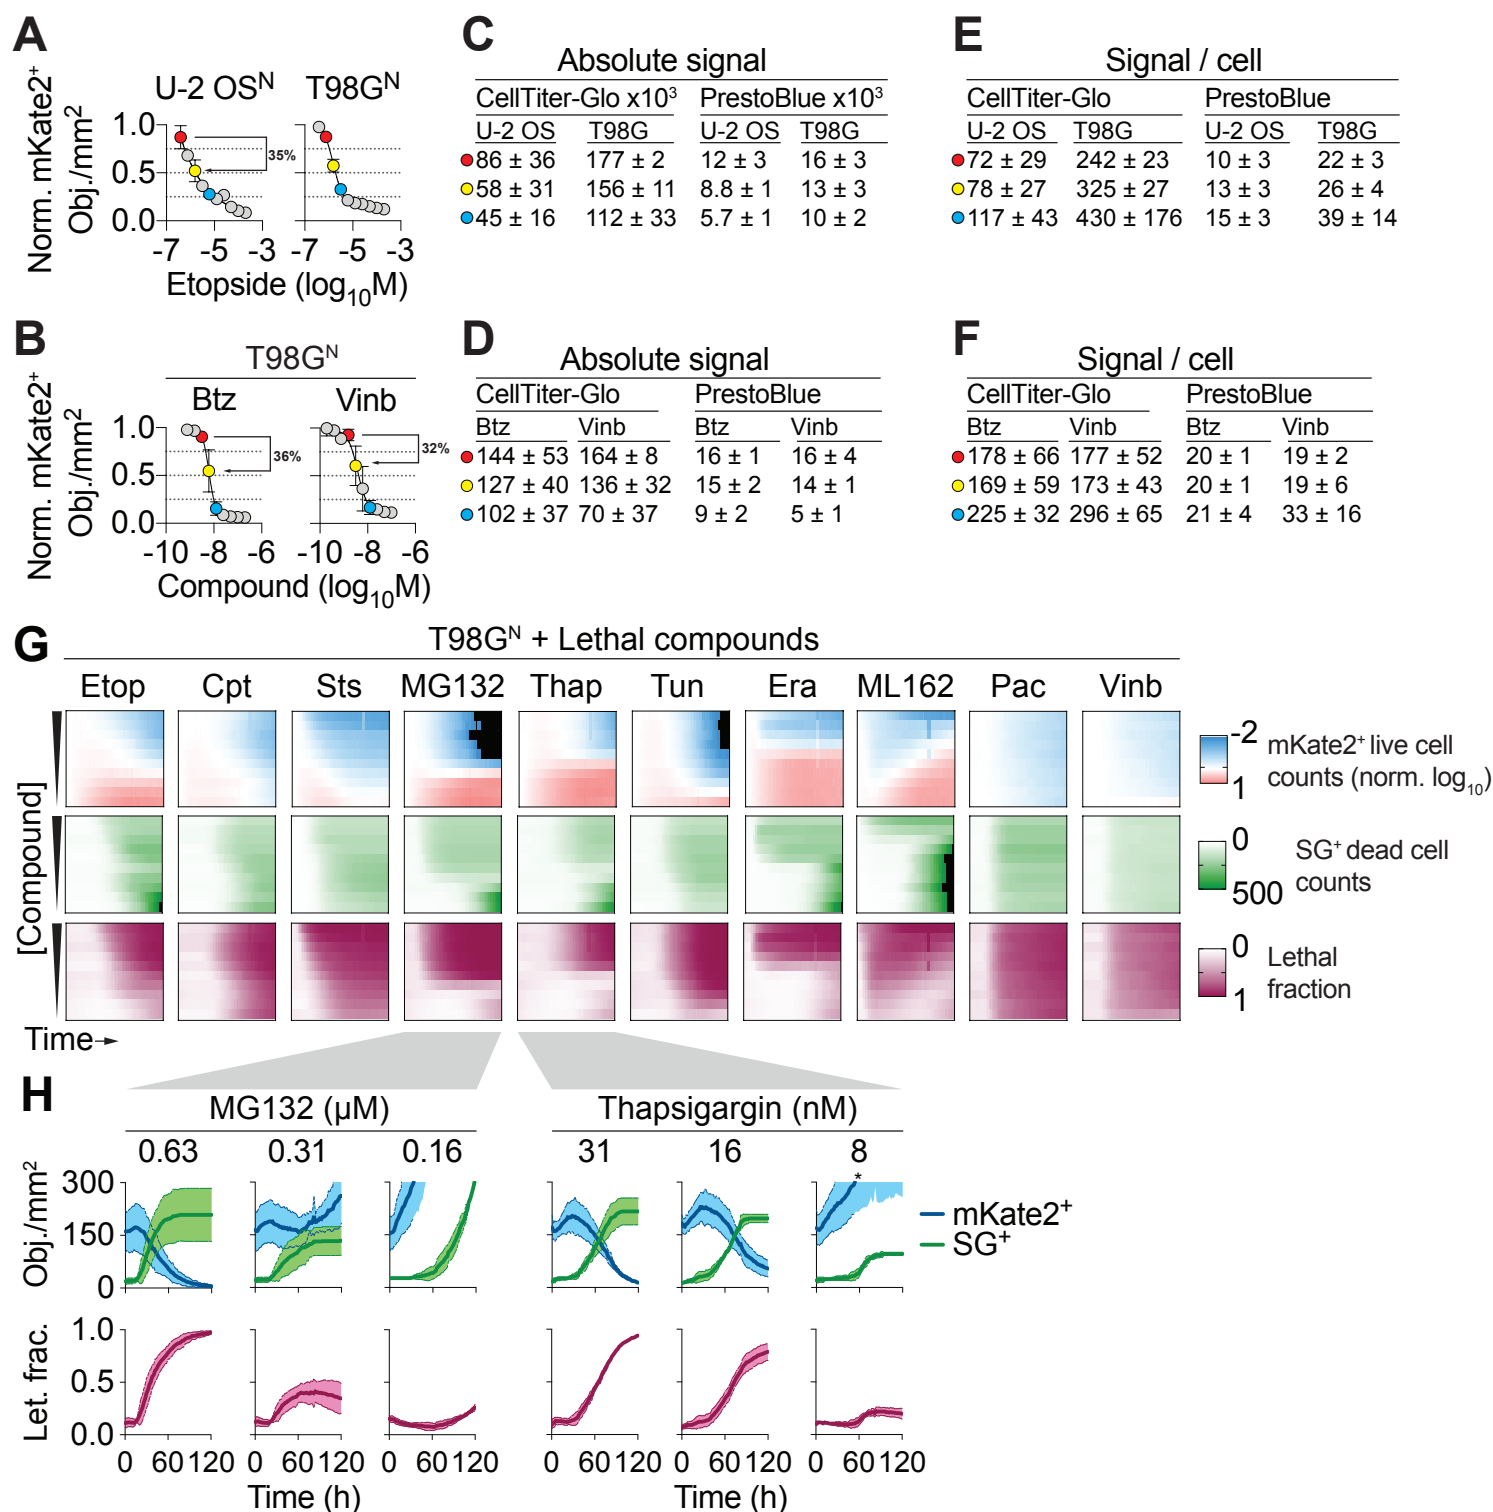 A
U-2 OSᴺ
T98Gᴺ
Norm. mKate2⁺
Obj./mm²
1.0
0.5
0.0
35%
-7 -5 -3
-7 -5 -3
Etopside (log₁₀M)
B
T98Gᴺ
Btz
Vinb
Norm. mKate2⁺
Obj./mm²
1.0
0.5
0.0
36%
32%
-10 -8 -6
-10 -8 -6
Compound (log₁₀M)
C
Absolute signal
CellTiter-Glo x10³ PrestoBlue x10³
U-2 OS T98G U-2 OS T98G
86 ± 36 177 ± 2 12 ± 3 16 ± 3
58 ± 31 156 ± 11 8.8 ± 1 13 ± 3
45 ± 16 112 ± 33 5.7 ± 1 10 ± 2
D
Absolute signal
CellTiter-Glo PrestoBlue
Btz Vinb Btz Vinb
144 ± 53 164 ± 8 16 ± 1 16 ± 4
127 ± 40 136 ± 32 15 ± 2 14 ± 1
102 ± 37 70 ± 37 9 ± 2 5 ± 1
E
Signal / cell
CellTiter-Glo PrestoBlue
U-2 OS T98G U-2 OS T98G
72 ± 29 242 ± 23 10 ± 3 22 ± 3
78 ± 27 325 ± 27 13 ± 3 26 ± 4
117 ± 43 430 ± 176 15 ± 3 39 ± 14
F
Signal / cell
CellTiter-Glo PrestoBlue
Btz Vinb Btz Vinb
178 ± 66 177 ± 52 20 ± 1 19 ± 2
169 ± 59 173 ± 43 20 ± 1 19 ± 6
225 ± 32 296 ± 65 21 ± 4 33 ± 16
G
T98Gᴺ + Lethal compounds
Etop Cpt Sts MG132 Thap Tun Era ML162 Pac Vinb
[Compound]
Time→
-2
1
mKate2⁺ live cell
counts (norm. log₁₀)
0
500
SG⁺ dead cell
counts
0
1
Lethal
fraction
H
MG132 (µM)
0.63 0.31 0.16
Thapsigargin (nM)
31 16 8
*
Obj./mm²
300
150
0
mKate2⁺
SG⁺
Let. frac.
1.0
0.5
0.0
0 60 120
0 60 120
0 60 120
0 60 120
0 60 120
0 60 120
Time (h)
Time (h)